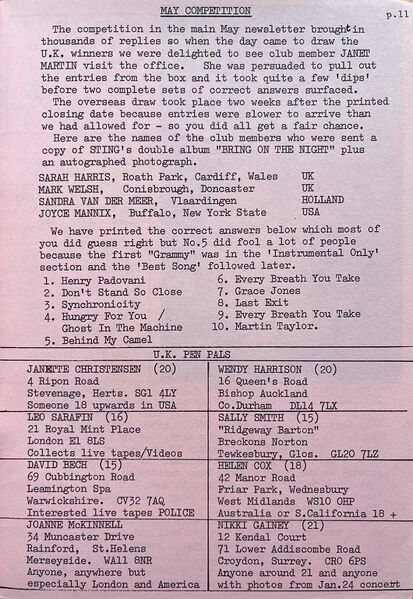 MAY COMPETITION
p.11
The competition in the main May newsletter brought in
thousands of replies so when the day came to draw the
U.K. winners we were delighted to see club member JANET
MARTIN visit the office. She was persuaded to pull out
the entries from the box and it took quite a few 'dips'
before two complete sets of correct answers surfaced.
The overseas draw took place two weeks after the printed
closing date because entries were slower to arrive than
we had allowed for - so you did all get a fair chance.
Here are the names of the club members who were sent a
copy of STING's double album "BRING ON THE NIGHT" plus
an autographed photograph.
SARAH HARRIS, Roath Park, Cardiff, Wales UK
MARK WELSH, Conisbrough, Doncaster UK
SANDRA VAN DER MEER, Vlaardingen HOLLAND
JOYCE MANNIX, Buffalo, New York State USA
We have printed the correct answers below which most of
you did guess right but No.5 did fool a lot of people
because the first "Grammy" was in the 'Instrumental Only'
section and the 'Best Song' followed later.
1. Henry Padovani
2. Don't Stand So Close
3. Synchronicity
4. Hungry For You /
Ghost In The Machine
5. Behind My Camel
6. Every Breath You Take
7. Grace Jones
8. Last Exit
9. Every Breath You Take
10. Martin Taylor.
U.K. PEN PALS
JANETTE CHRISTENSEN (20)
4 Ripon Road
Stevenage, Herts. SG1 4LY
Someone 18 upwards in USA
WENDY HARRISON (20)
16 Queen's Road
Bishop Auckland
Co.Durham DL14 7LX
LEO SARAFIN (16)
21 Royal Mint Place
London E1 8LS
Collects live tapes/Videos
SALLY SMITH (15)
"Ridgeway Barton"
Breckons Norton
Tewkesbury, Glos. GL20 7LZ
DAVID BECH (15)
69 Cubbington Road
Leamington Spa
Warwickshire. CV32 7AQ
Interested live tapes POLICE
HELEN COX (18)
42 Manor Road
Friar Park, Wednesbury
West Midlands WS10 OHP
Australia or S.California 18 +
JOANNE McKINNELL
34 Muncaster Drive
Rainford, St.Helens
Merseyside. WA11 8NR
Anyone, anywhere but
especially London and America
NIKKI GAINEY (21)
12 Kendal Court
71 Lower Addiscombe Road
Croydon, Surrey. CRO 6PS
Anyone around 21 and anyone
with photos from Jan.24 concert